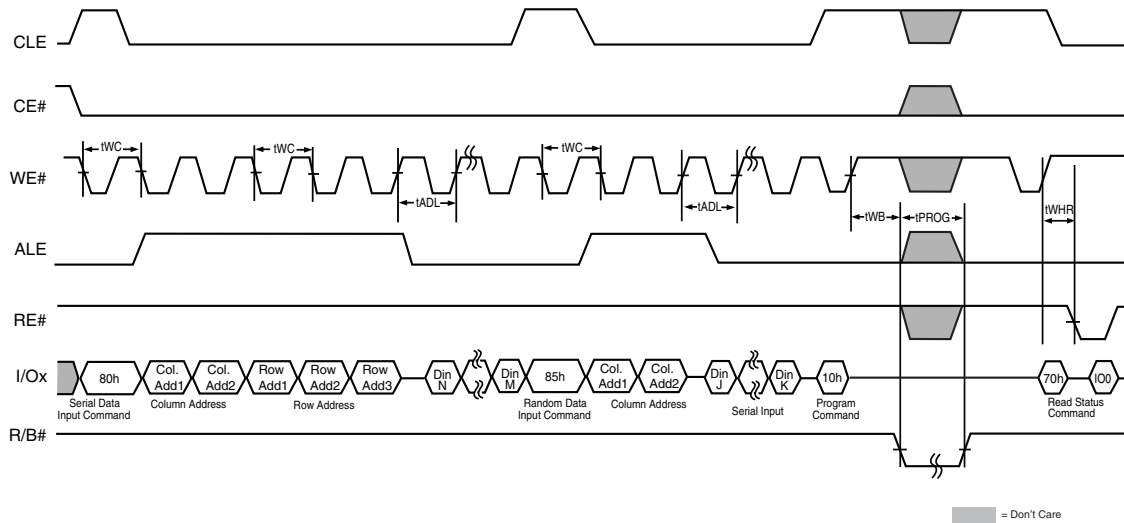 CLE
CE#
tWC
tWC
tWC
WE#
tADL
tADL
tWB
tPROG
tWHR
ALE
RE#
I/Ox
80h
Col.
Add1
Col.
Add2
Row
Add1
Row
Add2
Row
Add3
Din
N
Din
M
85h
Col.
Add1
Col.
Add2
Din
J
Din
K
10h
70h
I00
Serial Data
Input Command
Column Address
Row Address
Random Data
Input Command
Column Address
Serial Input
Program
Command
Read Status
Command
R/B#
= Don't Care